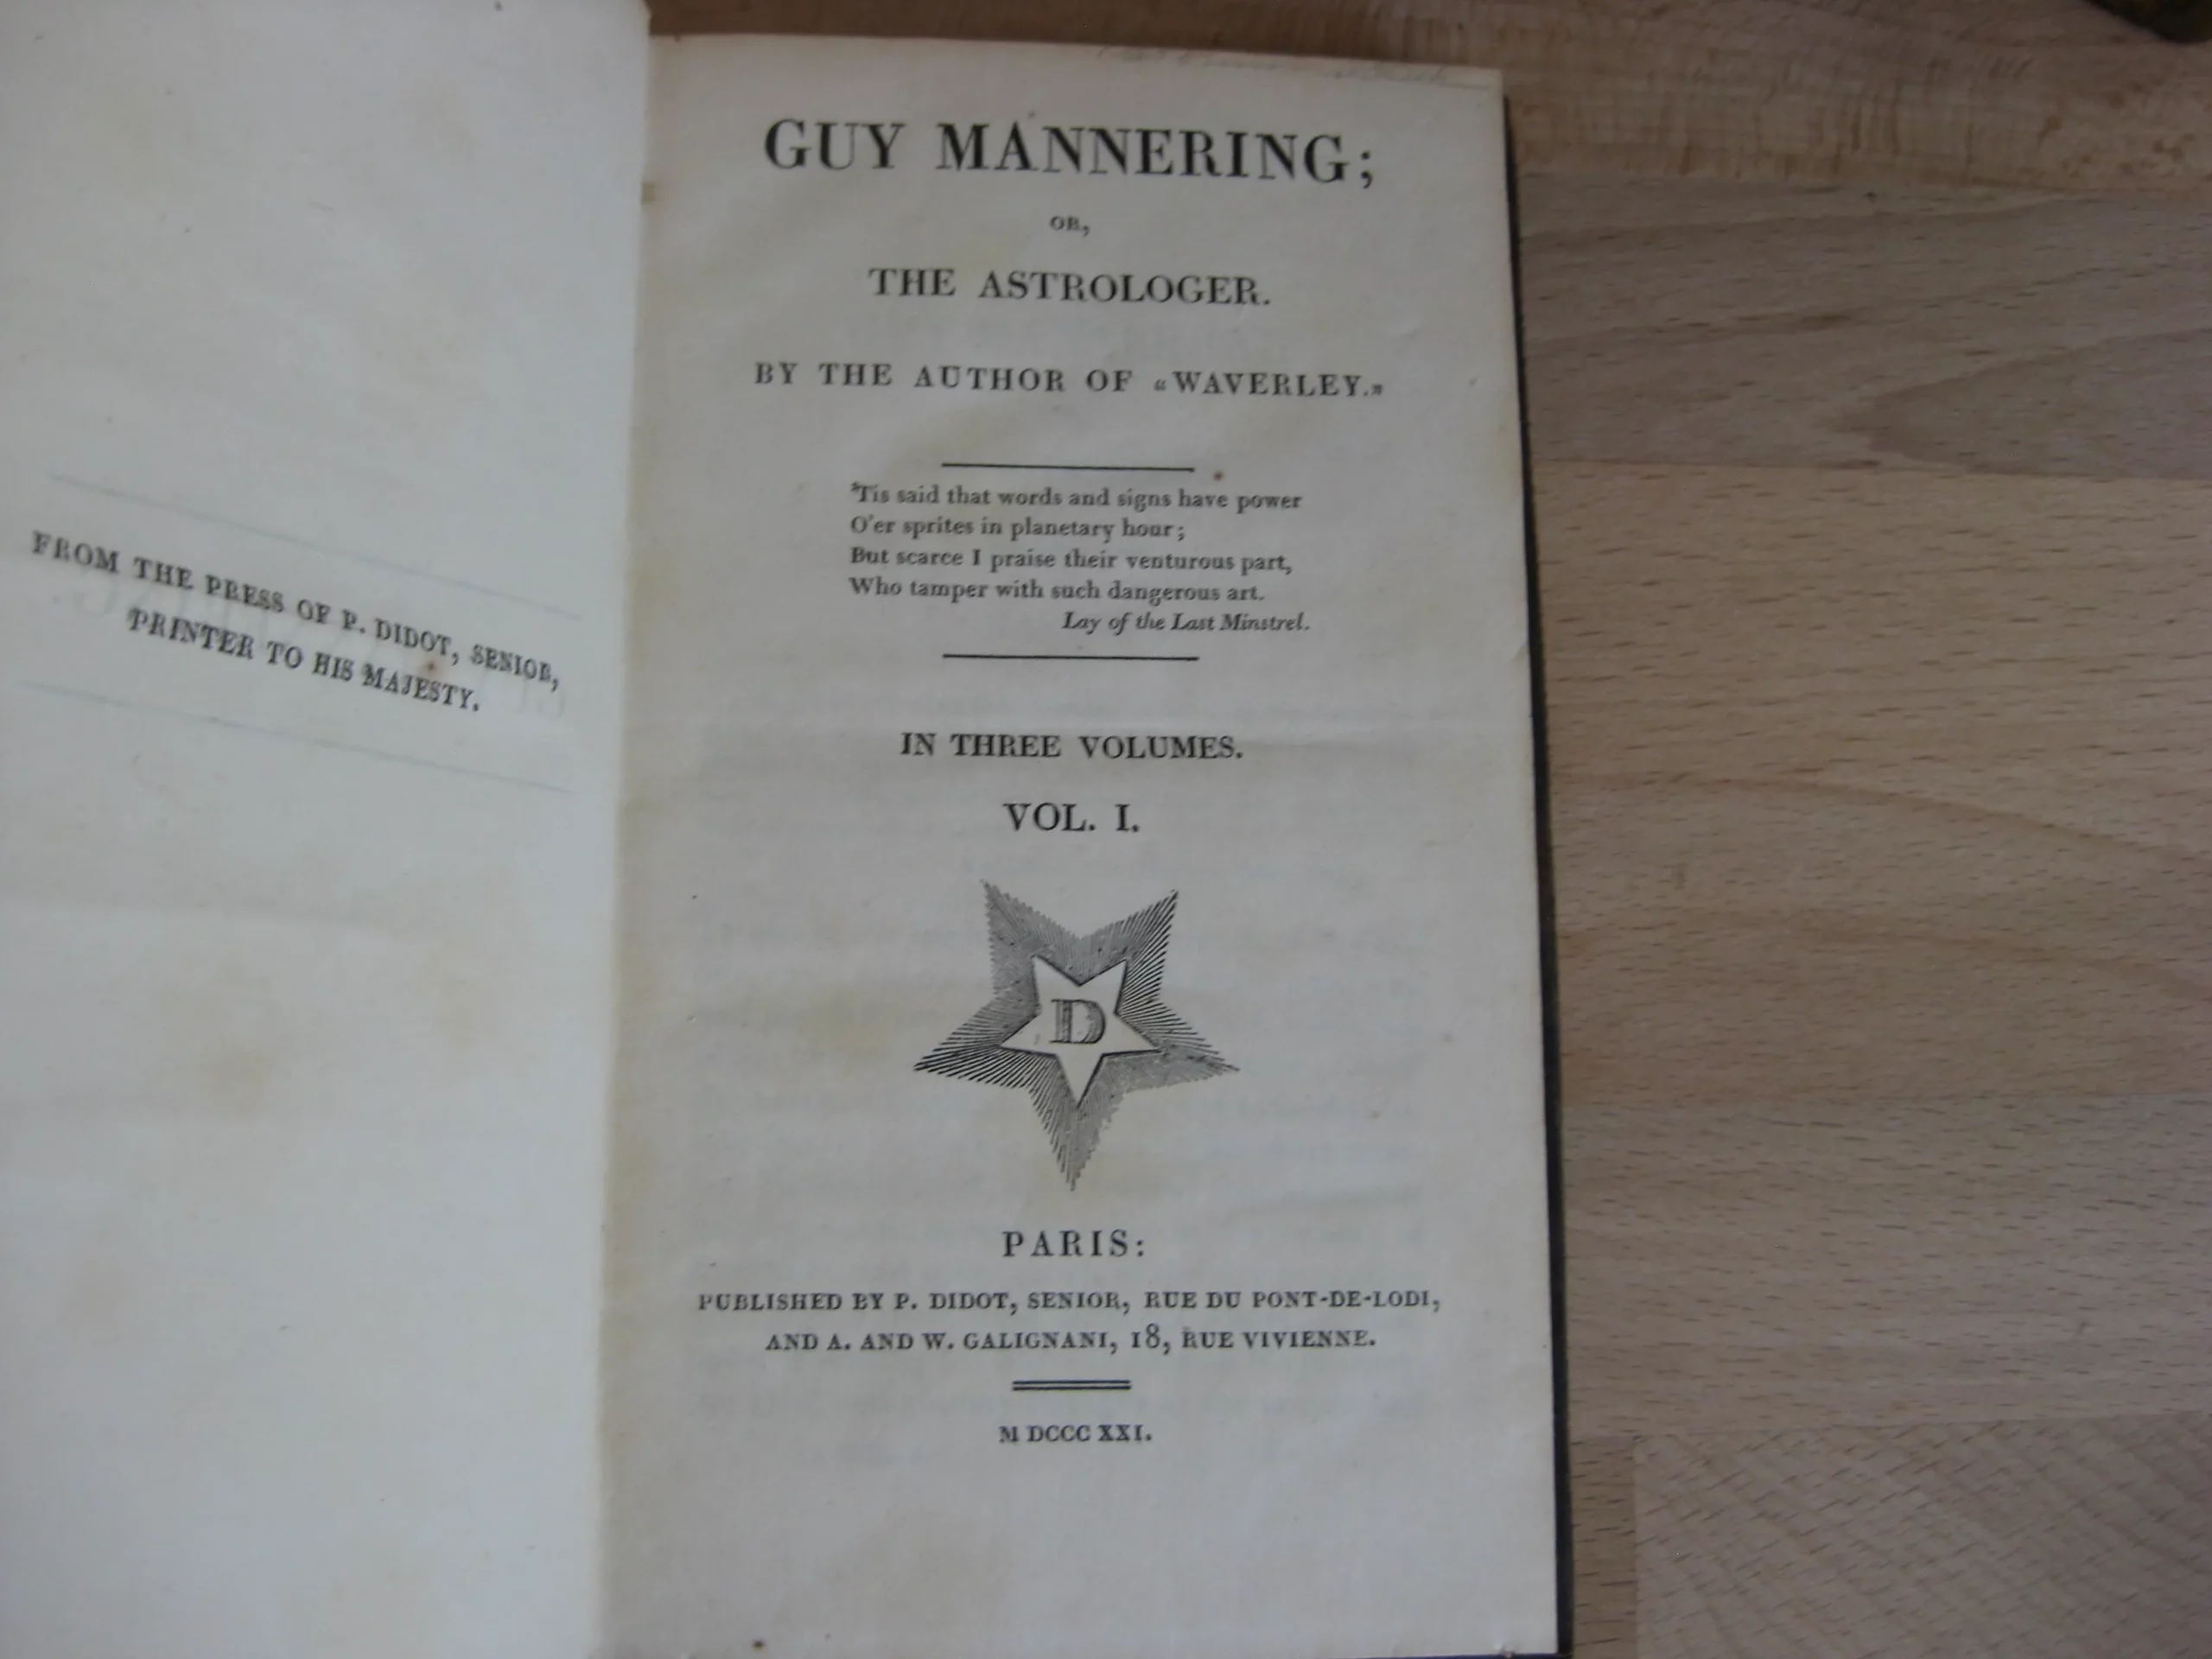 FROM THE PRESS OF P. DIDOT, SENIOR,
PRINTER TO HIS MAJESTY.
GUY MANNERING;
OR,
THE ASTROLOGER.
BY THE AUTHOR OF «WAVERLEY.»
'Tis said that words and signs have power
O'er sprites in planetary hour;
But scarce I praise their venturous part,
Who tamper with such dangerous art.
Lay of the Last Minstrel.
IN THREE VOLUMES.
VOL. I.
D
PARIS:
PUBLISHED BY P. DIDOT, SENIOR, RUE DU PONT-DE-LODI,
AND A. AND W. GALIGNANI, 18, RUE VIVIENNE.
M DCCC XXI.